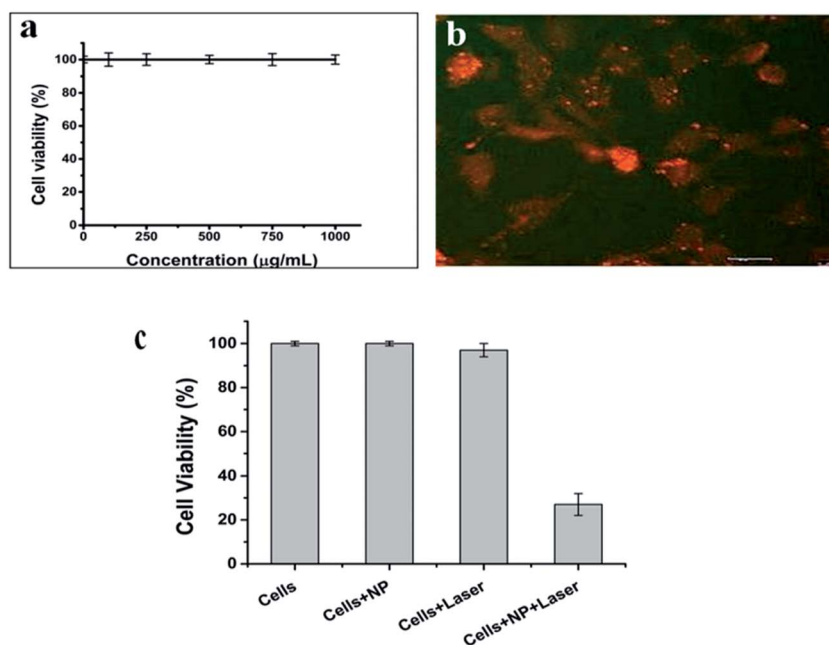 a
Cell viability (%)
100
80
60
40
20
0
0 250 500 750 1000
Concentration (μg/mL)
b
c
Cell Viability (%)
100
80
60
40
20
0
Cells Cells+NP Cells+Laser Cells+NP+Laser